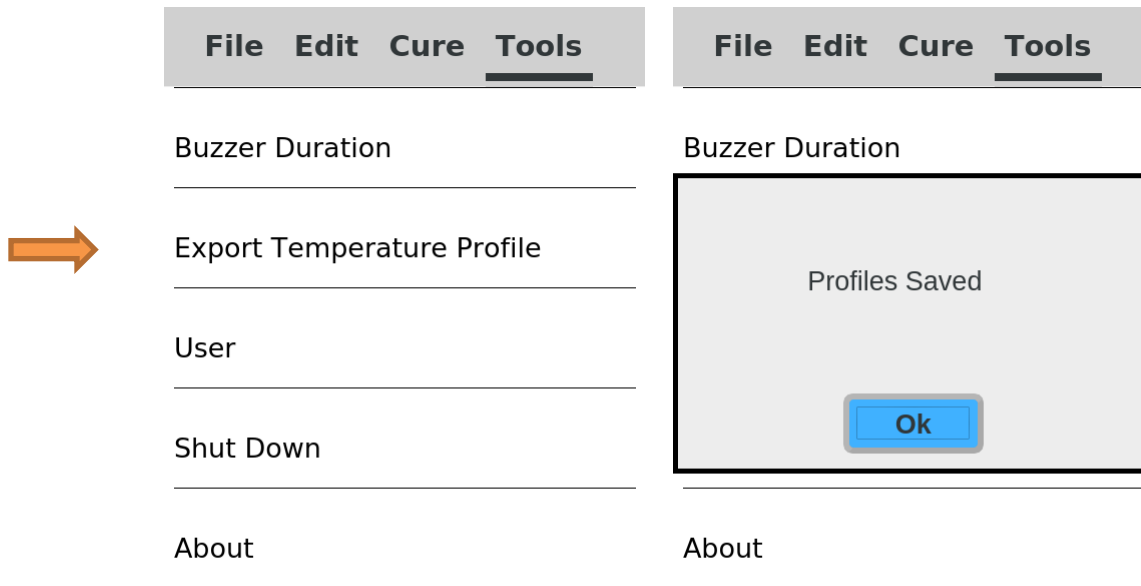 File Edit Cure Tools
Buzzer Duration
Export Temperature Profile
User
Shut Down
About
File Edit Cure Tools
Buzzer Duration
Profiles Saved
Ok
About